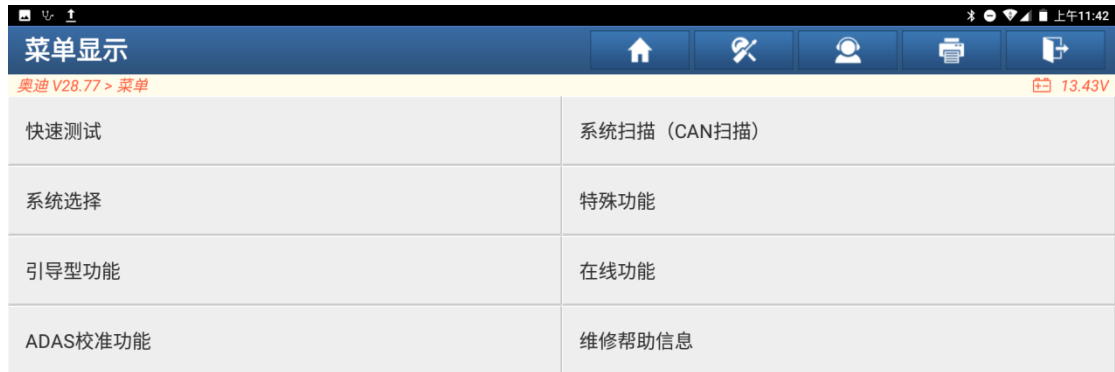 上午11:42
菜单显示
奥迪 V28.77 > 菜单 13.43V
快速测试 系统扫描（CAN扫描）
系统选择 特殊功能
引导型功能 在线功能
ADAS校准功能 维修帮助信息